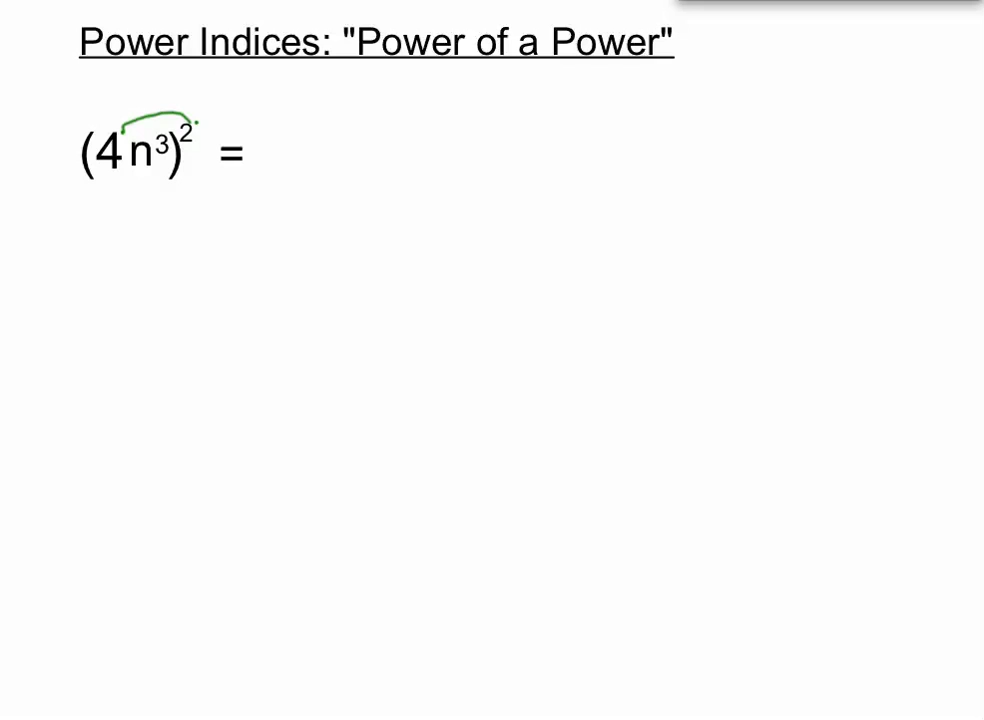 Power Indices: "Power of a Power"
(4n³)² =